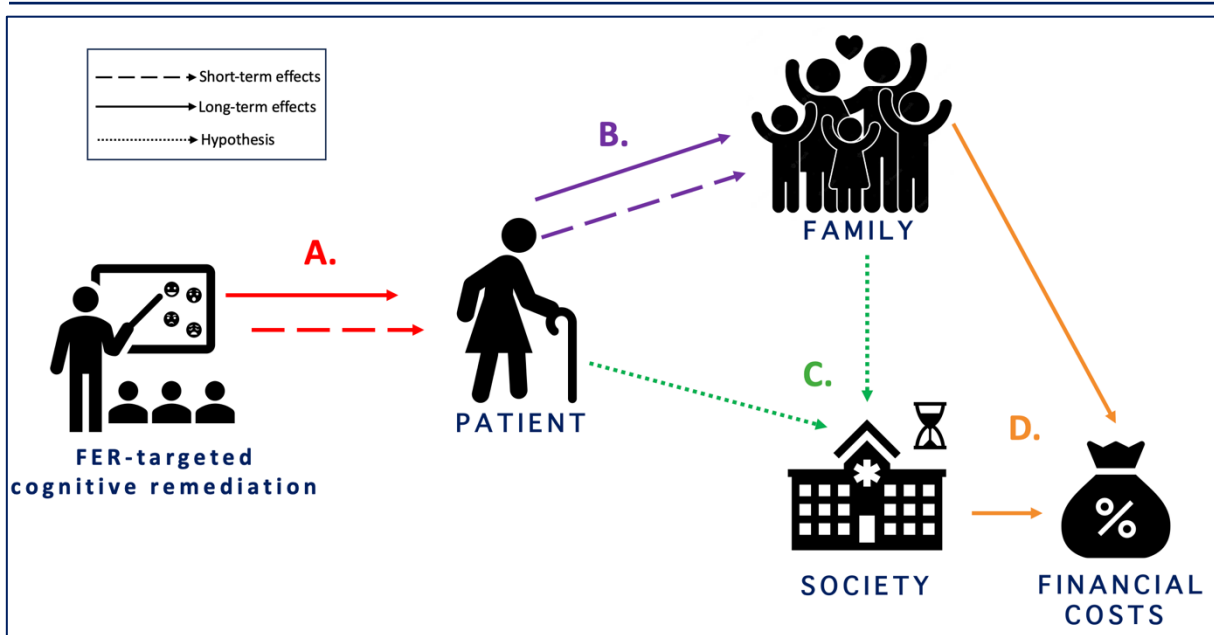 Short-term effects
Long-term effects
Hypothesis
B.
FAMILY
A.
PATIENT
C.
D.
FER-targeted
cognitive remediation
%
SOCIETY
FINANCIAL
COSTS